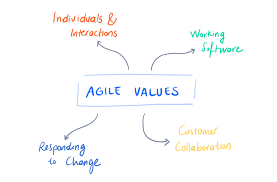 Individuals &
Interactions
Working
Software
AGILE VALUES
Responding
to Change
Customer
Collaboration